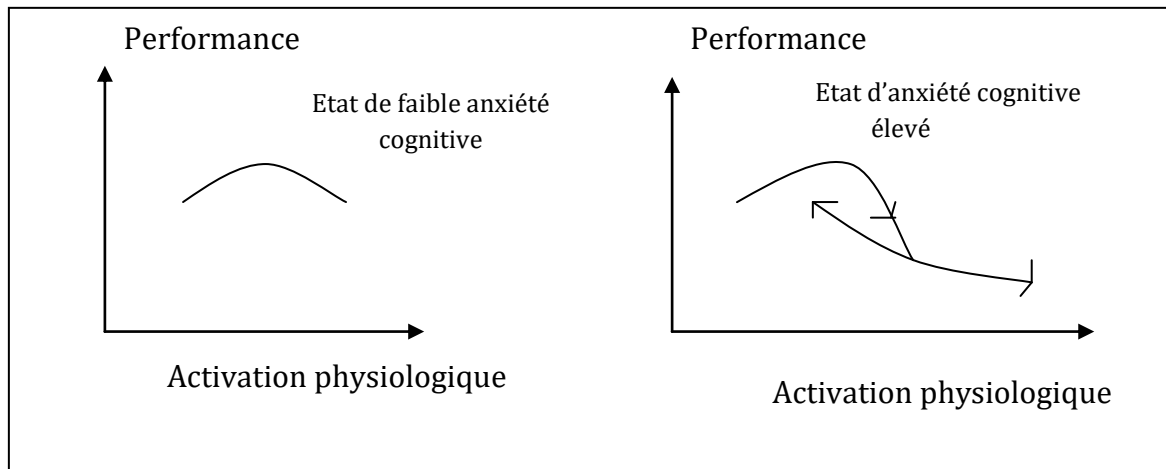 Performance
Etat de faible anxiété
cognitive
Activation physiologique
Performance
Etat d’anxiété cognitive
élevé
Activation physiologique